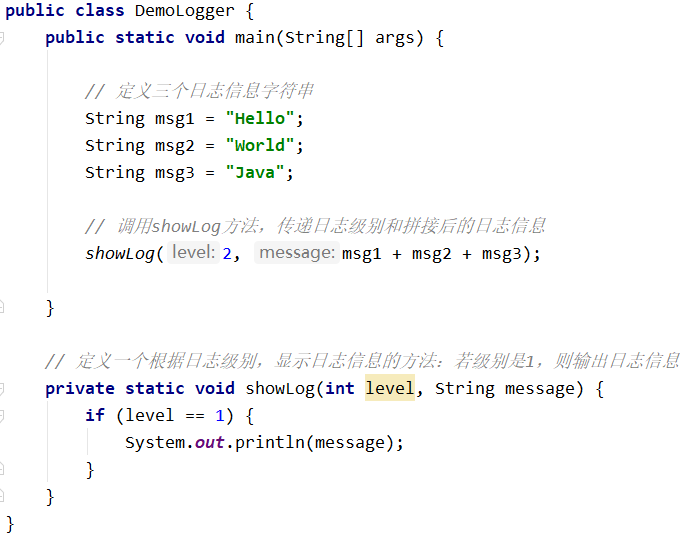 public class DemoLogger {
public static void main(String[] args) {
// 定义三个日志信息字符串
String msg1 = "Hello";
String msg2 = "World";
String msg3 = "Java";
// 调用showLog方法，传递日志级别和拼接后的日志信息
showLog( level: 2, message: msg1 + msg2 + msg3);
}
// 定义一个根据日志级别，显示日志信息的方法：若级别是1，则输出日志信息
private static void showLog(int level, String message) {
if (level == 1) {
System.out.println(message);
}
}
}